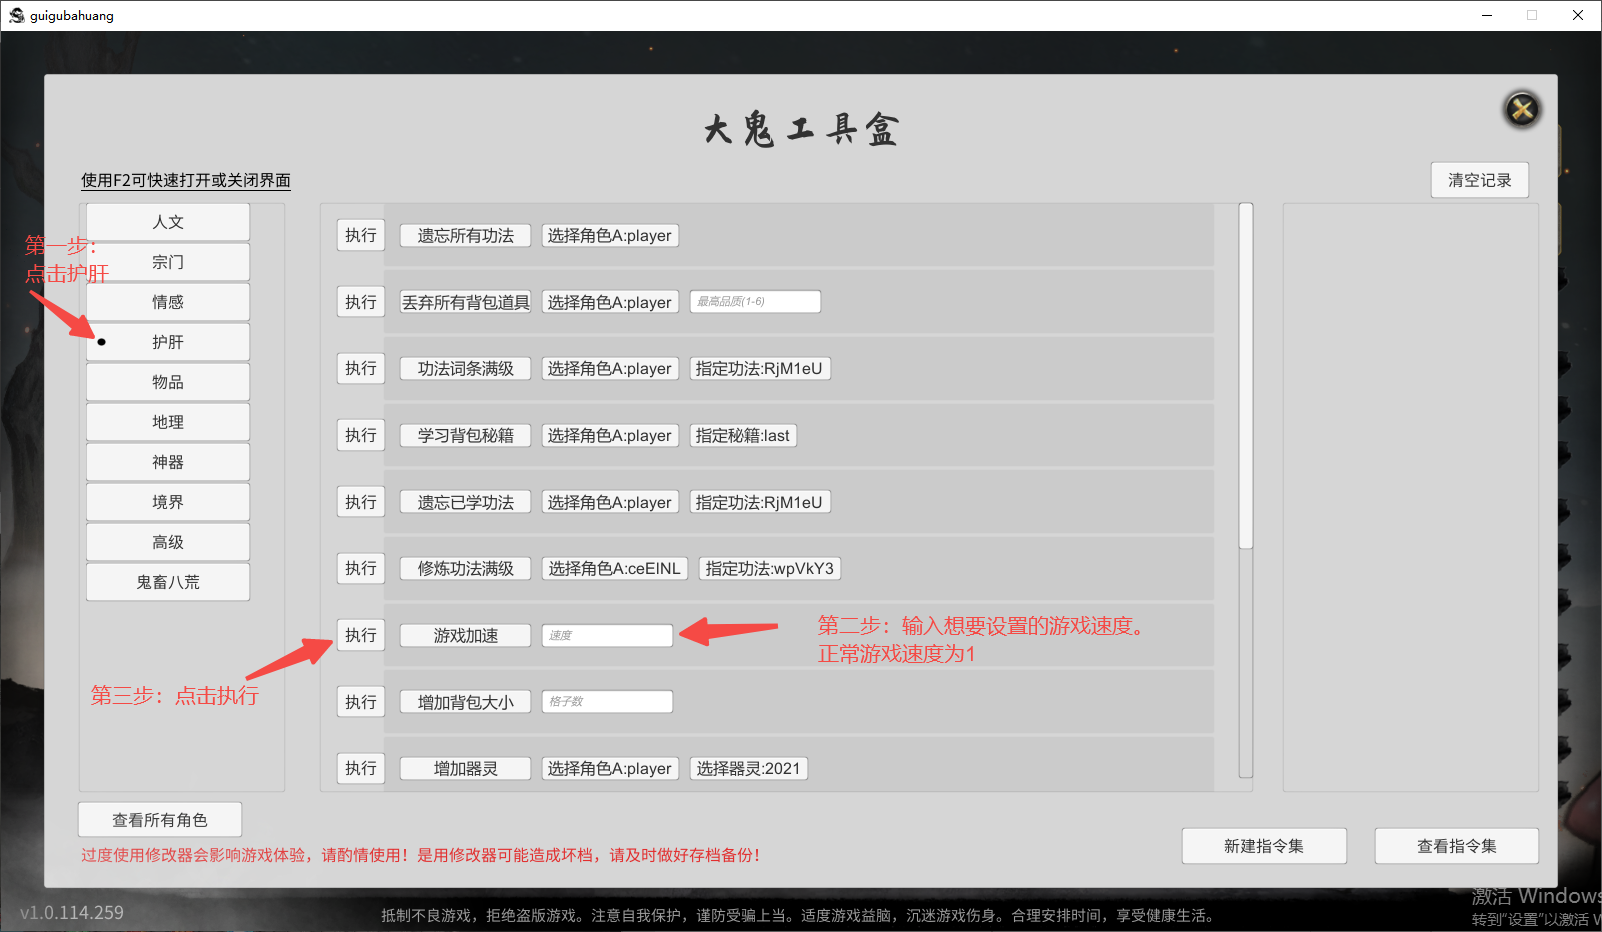 guigubahuang
大鬼工具盒
使用F2可快速打开或关闭界面
清空记录
人文
宗门
情感
护肝
物品
地理
神器
境界
高级
鬼畜八荒
第一步：
点击护肝
执行 遗忘所有功法 选择角色A:player
执行 丢弃所有背包道具 选择角色A:player 最高品质(1-6)
执行 功法词条满级 选择角色A:player 指定功法:RjM1eU
执行 学习背包秘籍 选择角色A:player 指定秘籍:last
执行 遗忘已学功法 选择角色A:player 指定功法:RjM1eU
执行 修炼功法满级 选择角色A:ceElNL 指定功法:wpVkY3
执行 游戏加速 速度
第二步：输入想要设置的游戏速度。
正常游戏速度为1
第三步：点击执行
执行 增加背包大小 格子数
执行 增加器灵 选择角色A:player 选择器灵:2021
查看所有角色
过度使用修改器会影响游戏体验，请酌情使用！是用修改器可能造成坏档，请及时做好存档备份！
新建指令集
查看指令集
激活 Windows
转到“设置”以激活 W
v1.0.114.259
抵制不良游戏，拒绝盗版游戏。注意自我保护，谨防受骗上当。适度游戏益脑，沉迷游戏伤身。合理安排时间，享受健康生活。